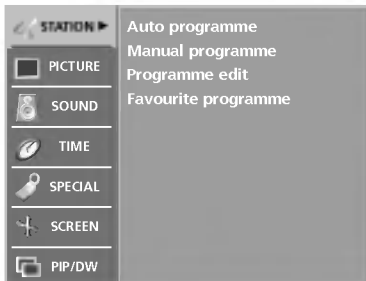 STATION
PICTURE
SOUND
TIME
SPECIAL
SCREEN
PIP/DW
Auto programme
Manual programme
Programme edit
Favourite programme